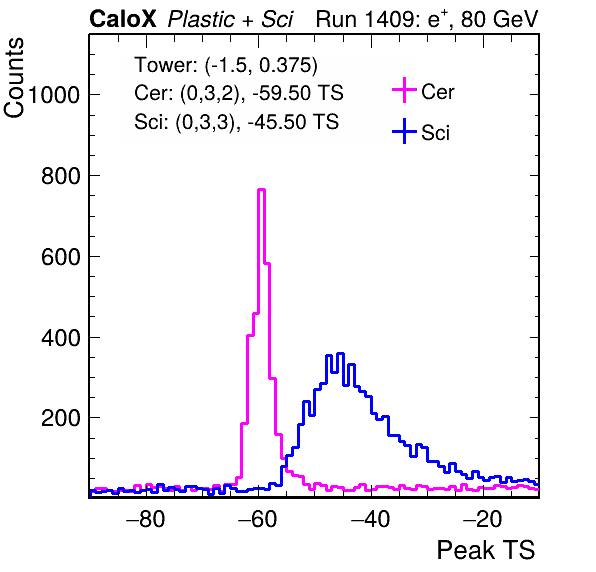 CaloX Plastic + Sci Run 1409: e+, 80 GeV
Counts
Tower: (-1.5, 0.375)
Cer: (0,3,2), -59.50 TS
Sci: (0,3,3), -45.50 TS
Cer
Sci
1000
800
600
400
200
−80 −60 −40 −20
Peak TS